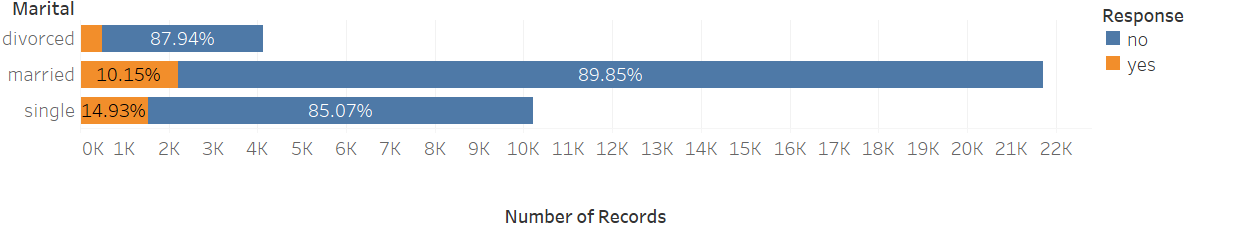 Marital
divorced 87.94%
married 10.15% 89.85%
single 14.93% 85.07%
0K 1K 2K 3K 4K 5K 6K 7K 8K 9K 10K 11K 12K 13K 14K 15K 16K 17K 18K 19K 20K 21K 22K
Number of Records
Response
no
yes